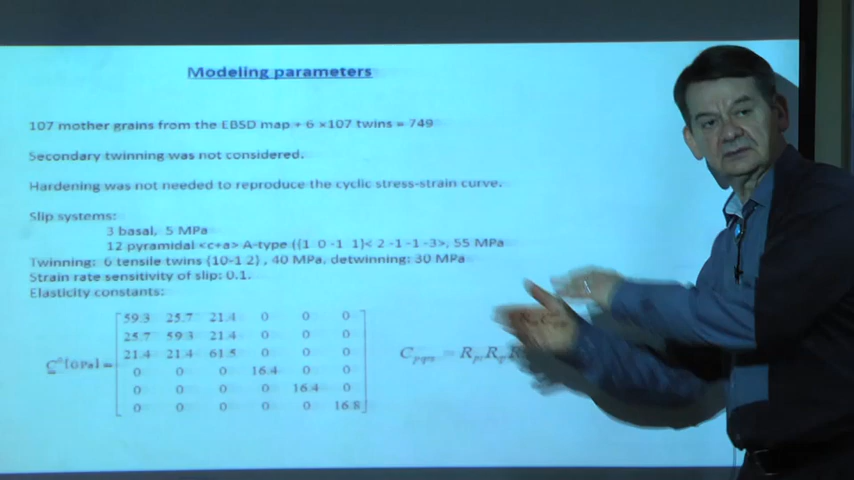 Modeling parameters
107 mother grains from the EBSD map + 6 ×107 twins = 749
Secondary twinning was not considered.
Hardening was not needed to reproduce the cyclic stress-strain curve.
Slip systems:
3 basal, 5 MPa
12 pyramidal <c+a> A-type ({1 0 -1 1}< 2 -1 -1 -3>, 55 MPa
Twinning: 6 tensile twins {10-1 2} , 40 MPa, detwinning: 30 MPa
Strain rate sensitivity of slip: 0.1.
Elasticity constants:
59.3 25.7 21.4 0 0 0
25.7 59.3 21.4 0 0 0
21.4 21.4 61.5 0 0 0
[GPa] = 0 0 0 16.4 0 0
0 0 0 0 16.4 0
0 0 0 0 0 16.8